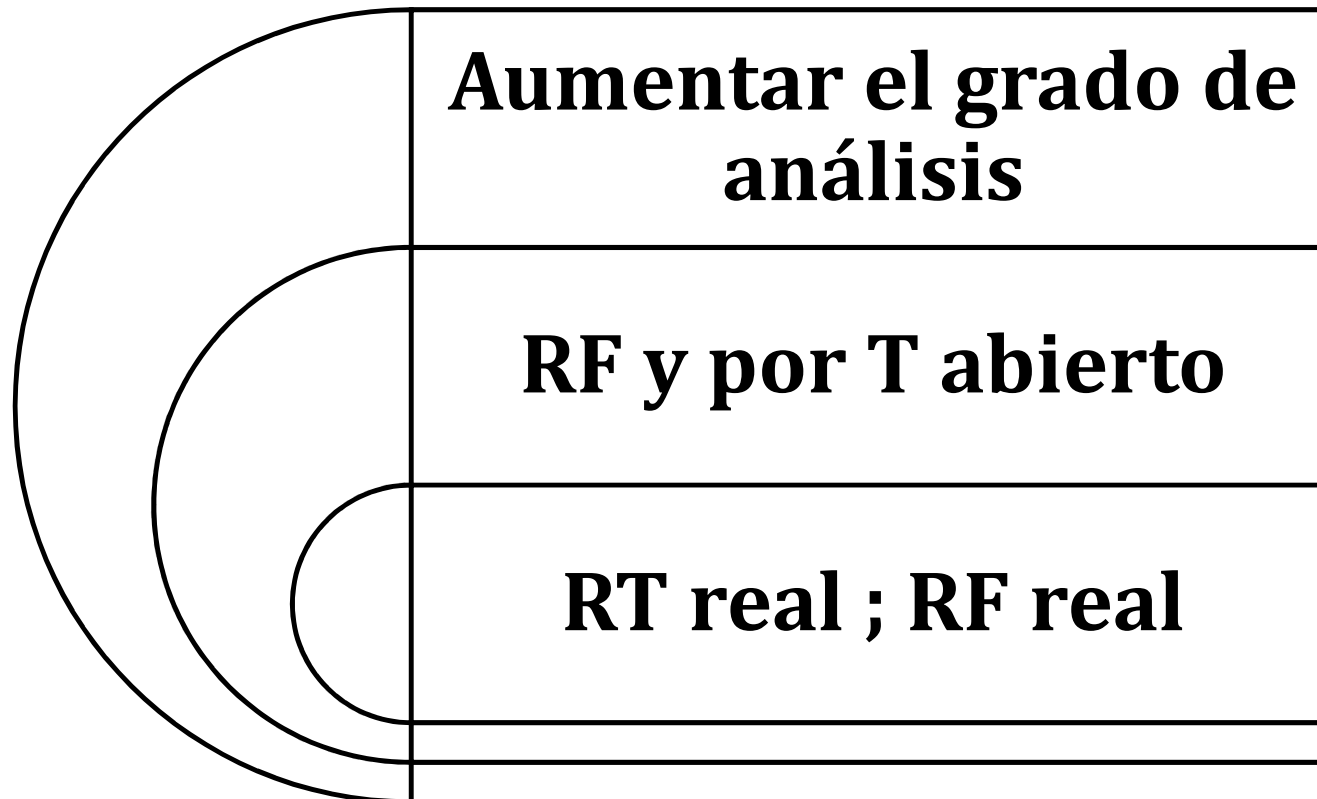 Aumentar el grado de
análisis
RF y por T abierto
RT real ; RF real